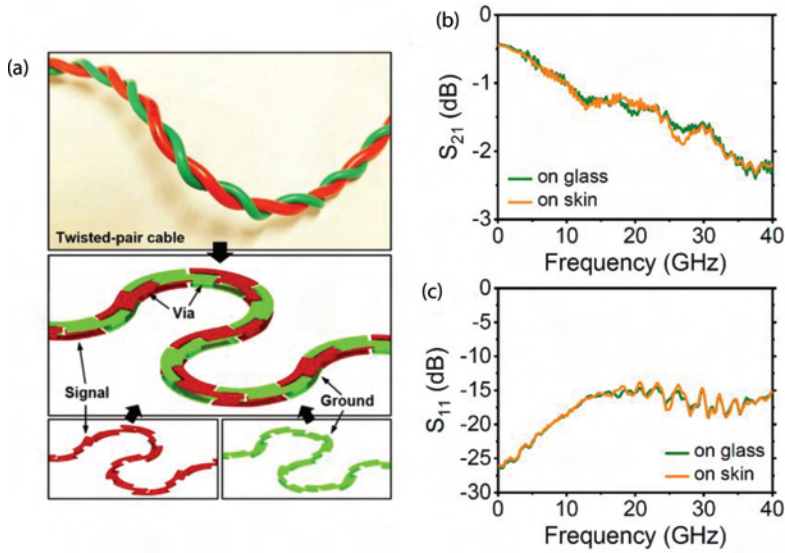 (a)
Twisted-pair cable
Via
Signal
Ground
(b)
0
-1
-2
-3
S21 (dB)
on glass
on skin
0 10 20 30 40
Frequency (GHz)
(c)
0
-5
-10
-15
-20
-25
-30
S11 (dB)
on glass
on skin
0 10 20 30 40
Frequency (GHz)